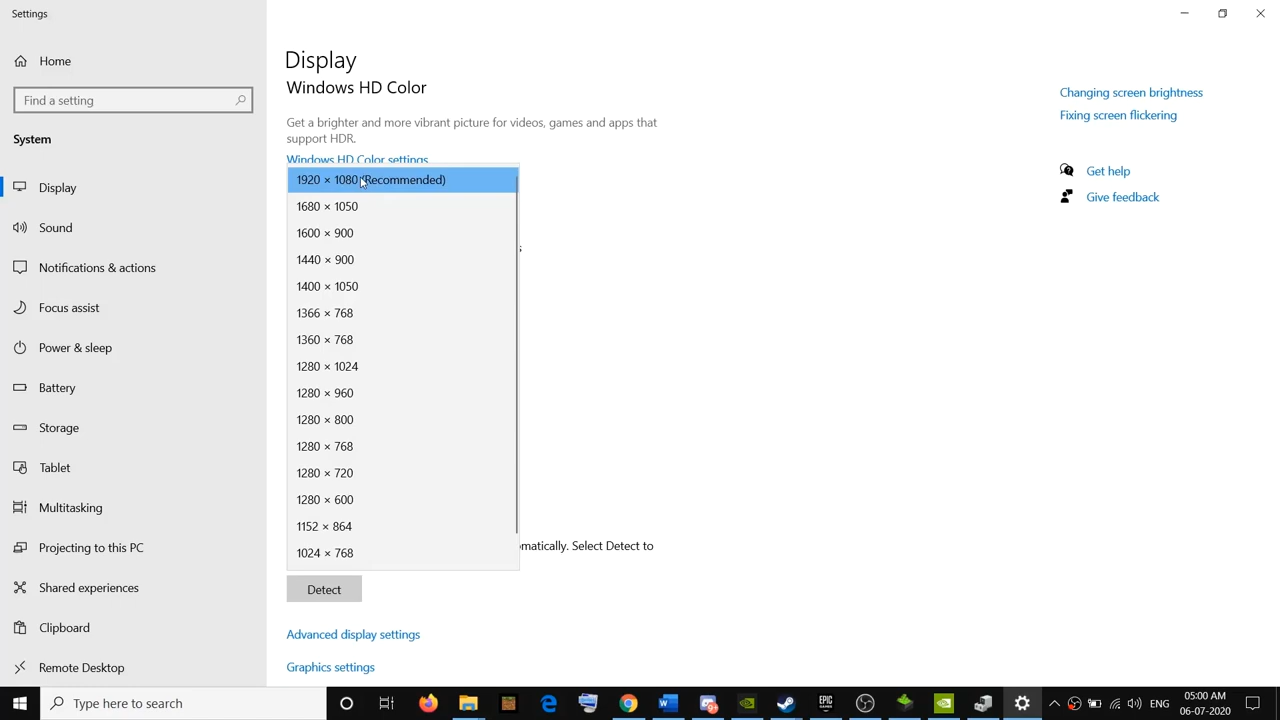 Settings
Home
Find a setting
System
Display
Sound
Notifications & actions
Focus assist
Power & sleep
Battery
Storage
Tablet
Multitasking
Projecting to this PC
Shared experiences
Clipboard
Remote Desktop
Display
Windows HD Color
Get a brighter and more vibrant picture for videos, games and apps that
support HDR.
Windows HD Color settings
1920 × 1080 (Recommended)
1680 × 1050
1600 × 900
1440 × 900
1400 × 1050
1366 × 768
1360 × 768
1280 × 1024
1280 × 960
1280 × 800
1280 × 768
1280 × 720
1280 × 600
1152 × 864
1024 × 768
Select Detect to
Detect
Advanced display settings
Graphics settings
Changing screen brightness
Fixing screen flickering
Get help
Give feedback
Type here to search
EPIC
GAMES
ENG
05:00 AM
06-07-2020